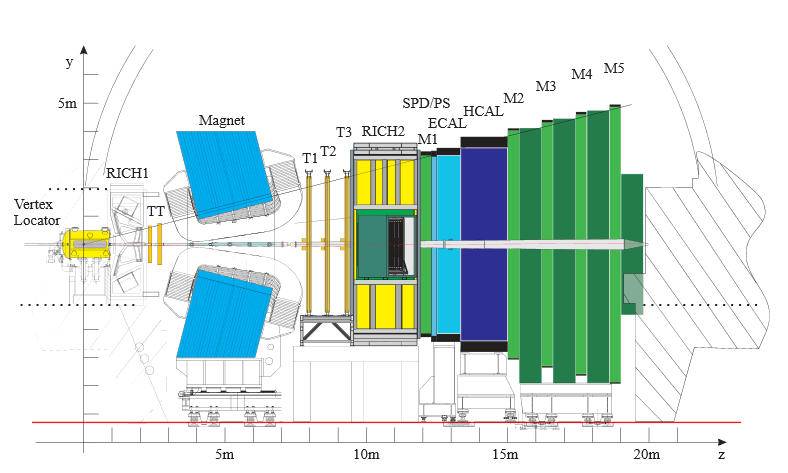 y
5m
Magnet
SPD/PS
ECAL
HCAL
M1
M2
M3
M4
M5
T1
T2
T3
RICH2
RICH1
TT
Vertex
Locator
5m
10m
15m
20m
z